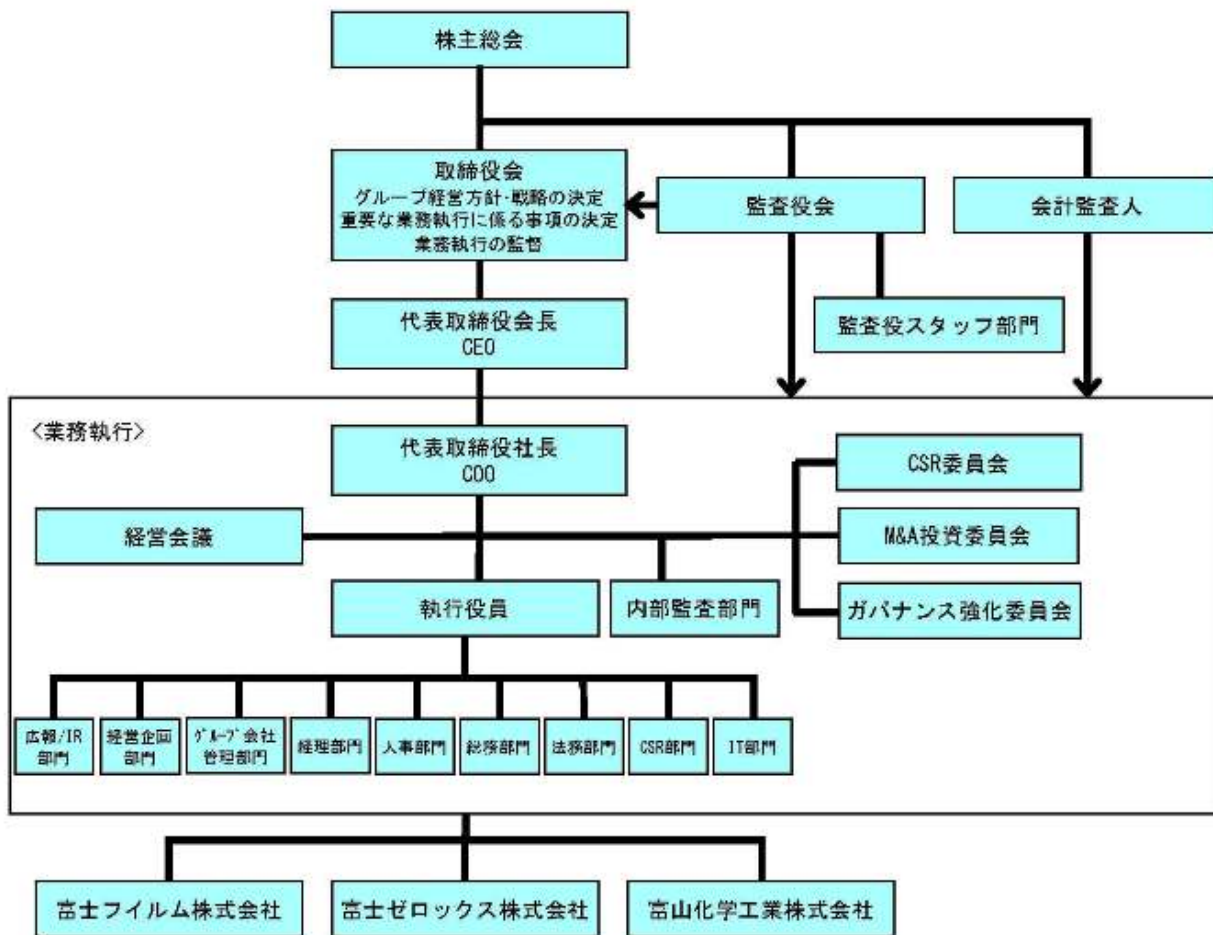 株主総会
取締役会
グループ経営方針・戦略の決定
重要な業務執行に係る事項の決定
業務執行の監督
監査役会
会計監査人
監査役スタッフ部門
代表取締役会長
CEO
<業務執行>
代表取締役社長
COO
CSR委員会
経営会議
M&A投資委員会
執行役員
内部監査部門
ガバナンス強化委員会
広報/IR
部門
経営企画
部門
グループ会社
管理部門
経理部門
人事部門
総務部門
法務部門
CSR部門
IT部門
富士フイルム株式会社
富士ゼロックス株式会社
富山化学工業株式会社